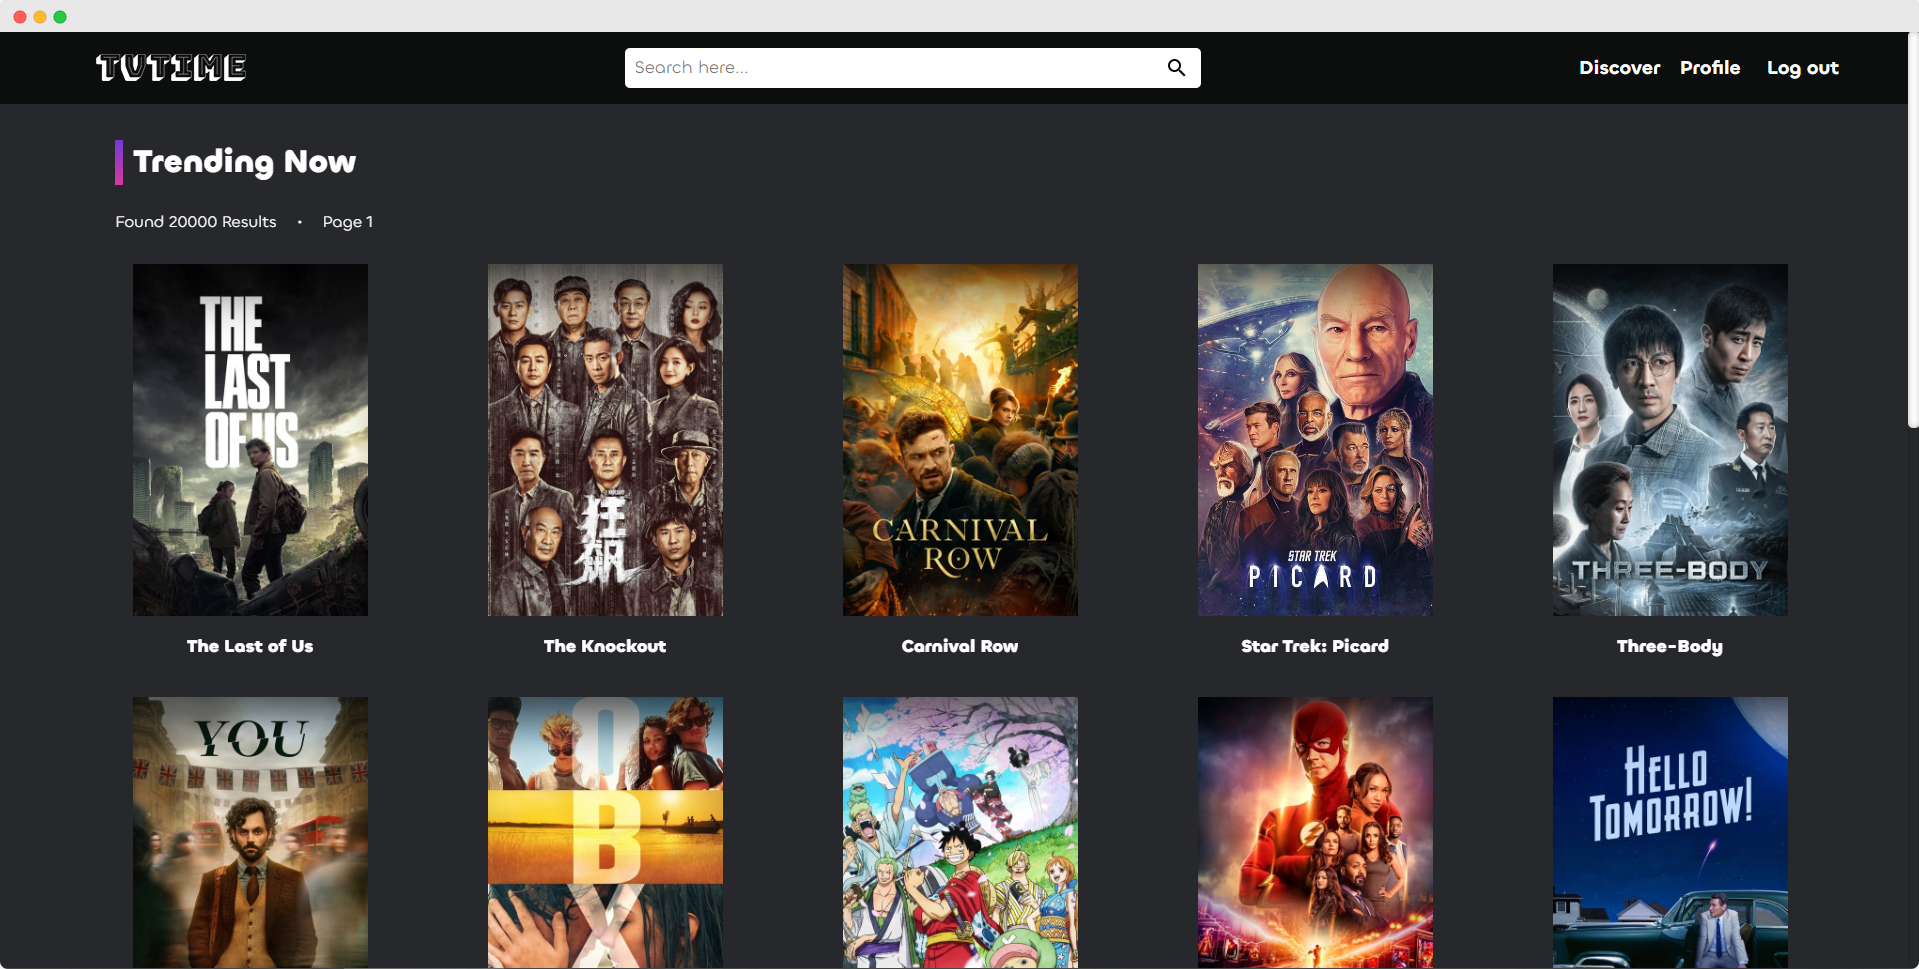 TVTIME
Search here...
Discover
Profile
Log out
Trending Now
Found 20000 Results • Page 1
THE
LAST
OF US
狂
飙
CARNIVAL
ROW
STAR TREK
PICARD
THREE-BODY
The Last of Us
The Knockout
Carnival Row
Star Trek: Picard
Three-Body
YOU
O
B
X
HELLO
TOMORROW!